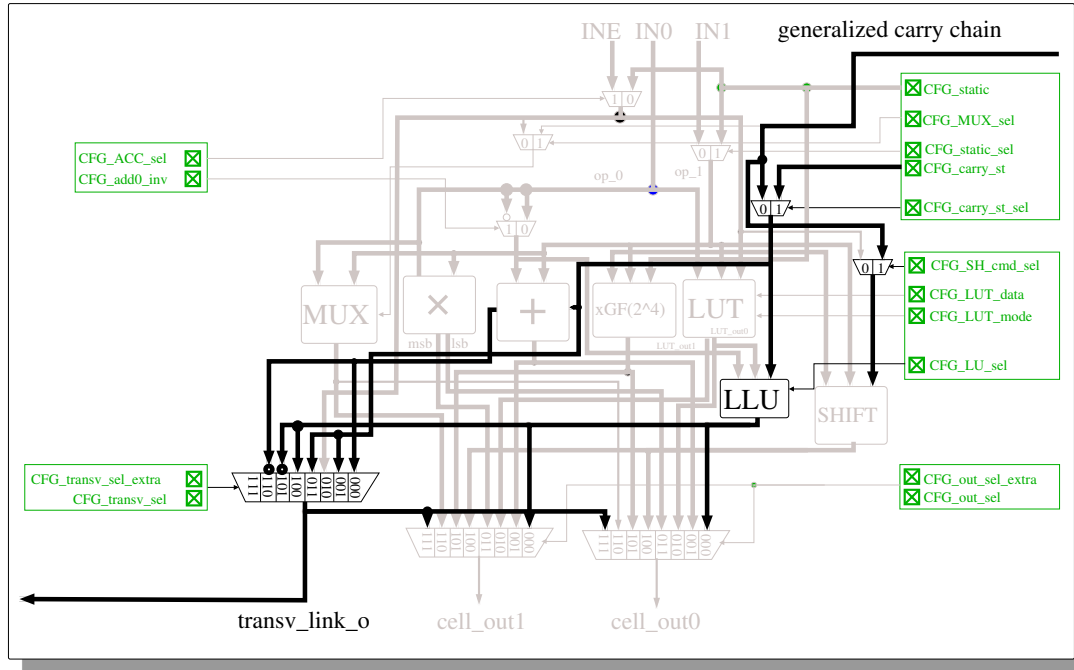 generalized carry chain
INE IN0 IN1
CFG_static
1 0
CFG_MUX_sel
0 1
1 0
CFG_static_sel
CFG_ACC_sel
CFG_carry_st
CFG_add0_inv
op_0
op_1
0 1
CFG_carry_st_sel
1 0
0 1
CFG_SH_cmd_sel
CFG_LUT_data
MUX
×
+
xGF(2^4)
LUT
CFG_LUT_mode
LUT_out0
msb lsb
LUT_out1
CFG_LU_sel
LLU
SHIFT
CFG_transv_sel_extra
CFG_transv_sel
111 110 101 100 011 010 001 000
CFG_out_sel_extra
CFG_out_sel
111 110 101 100 011 010 001 000
111 110 101 100 011 010 001 000
transv_link_o
cell_out1
cell_out0